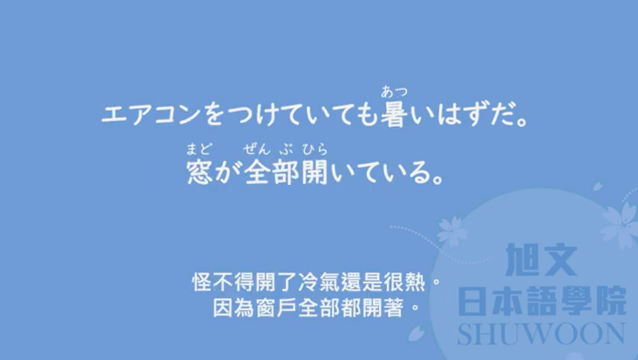 あつ
エアコンをつけていても暑いはずだ。
まど ぜん ぶ ひら
窓が全部開いている。
怪不得開了冷氣還是很熱。
因為窗戶全部都開著。
旭文
日本語學院
SHUWOON